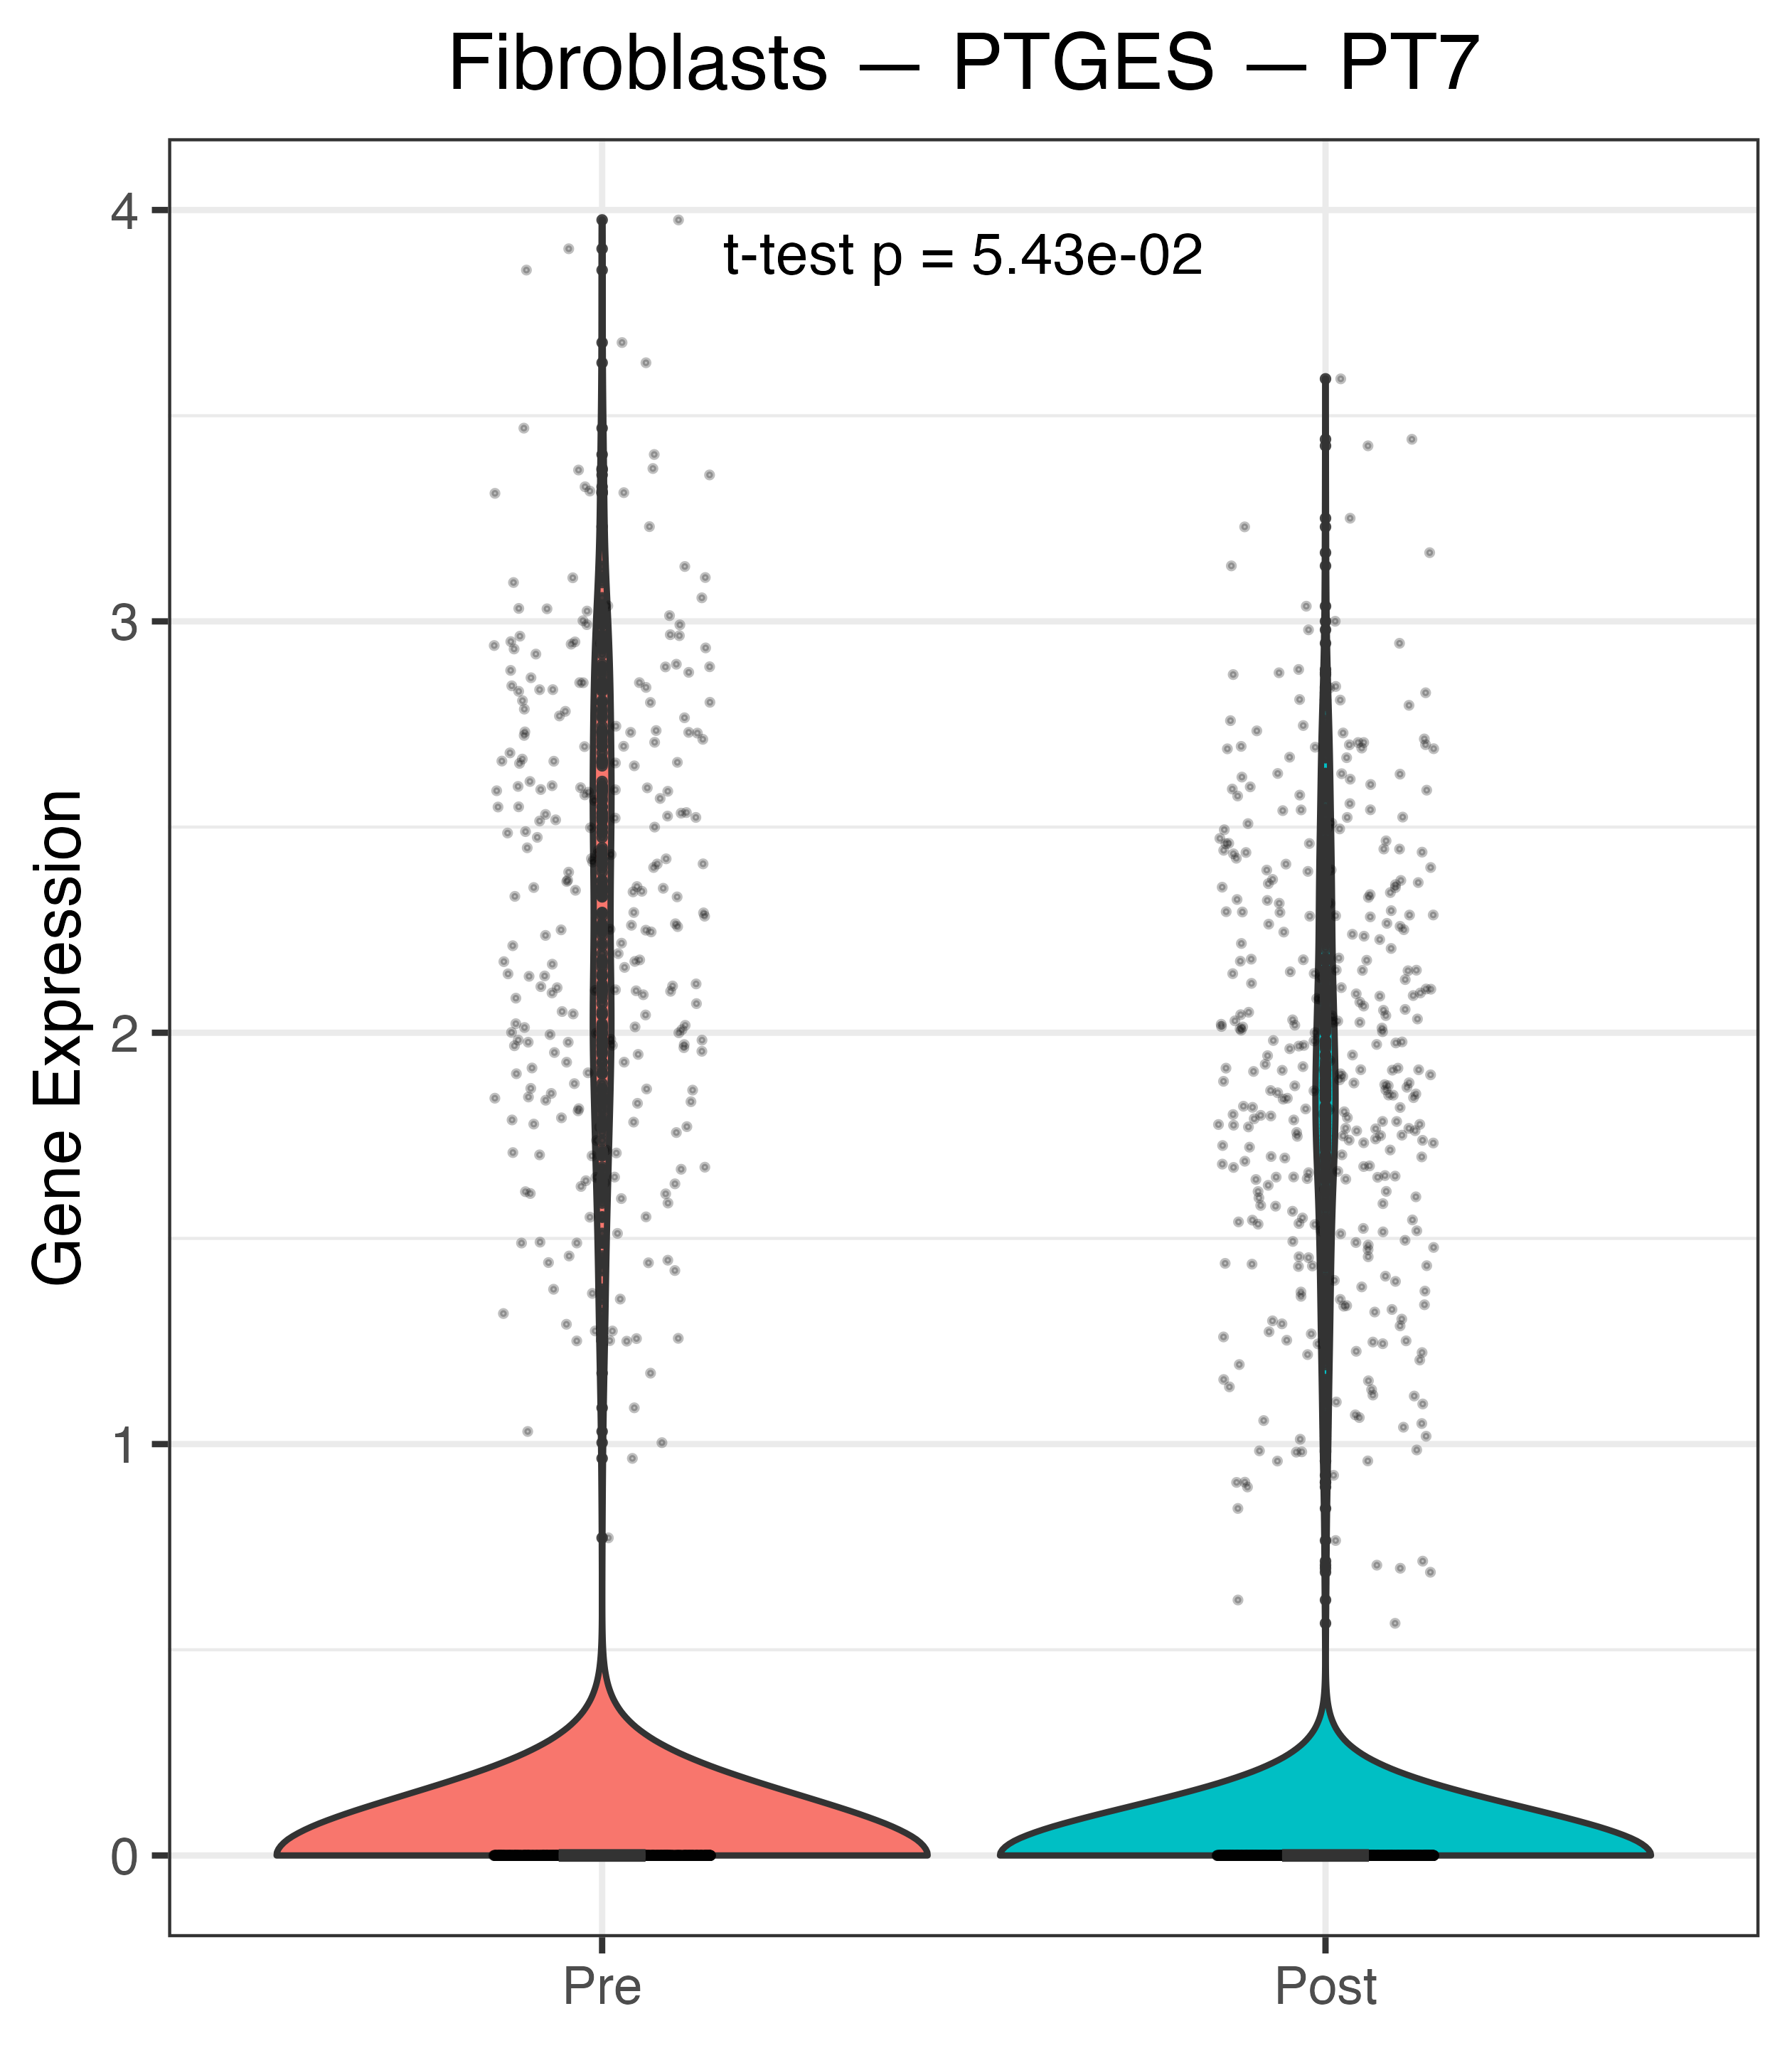 Fibroblasts — PTGES — PT7
t-test p = 5.43e-02
Gene Expression
4
3
2
1
0
Pre
Post